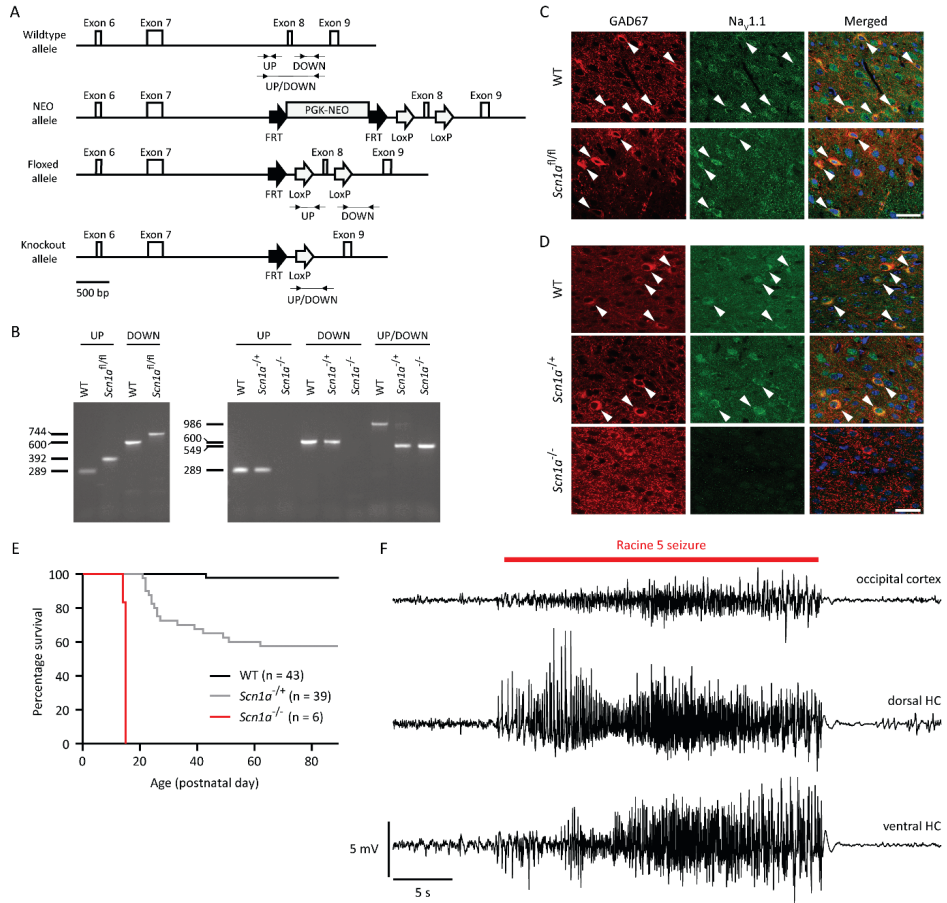 A
Exon 6 Exon 7 Exon 8 Exon 9
Wildtype allele
UP DOWN
UP/DOWN
Exon 6 Exon 7 PGK-NEO Exon 8 Exon 9
NEO allele
FRT FRT LoxP LoxP
Exon 6 Exon 7 Exon 8 Exon 9
Floxed allele
FRT LoxP LoxP
UP DOWN
Exon 6 Exon 7 Exon 9
Knockout allele
FRT LoxP
UP/DOWN
500 bp
B
UP DOWN
WT Scn1a fl/fl WT Scn1a fl/fl
744
600
392
289
UP DOWN UP/DOWN
WT Scn1a-/+ Scn1a-/- WT Scn1a-/+ Scn1a-/- WT Scn1a-/+ Scn1a-/-
986
600
549
289
C
GAD67 NaV1.1 Merged
WT
Scn1a fl/fl
D
WT
Scn1a-/+
Scn1a-/-
E
Percentage survival
100
80
60
40
20
0
WT (n = 43)
Scn1a-/+ (n = 39)
Scn1a-/- (n = 6)
0 20 40 60 80
Age (postnatal day)
F
Racine 5 seizure
occipital cortex
dorsal HC
ventral HC
5 mV
5 s